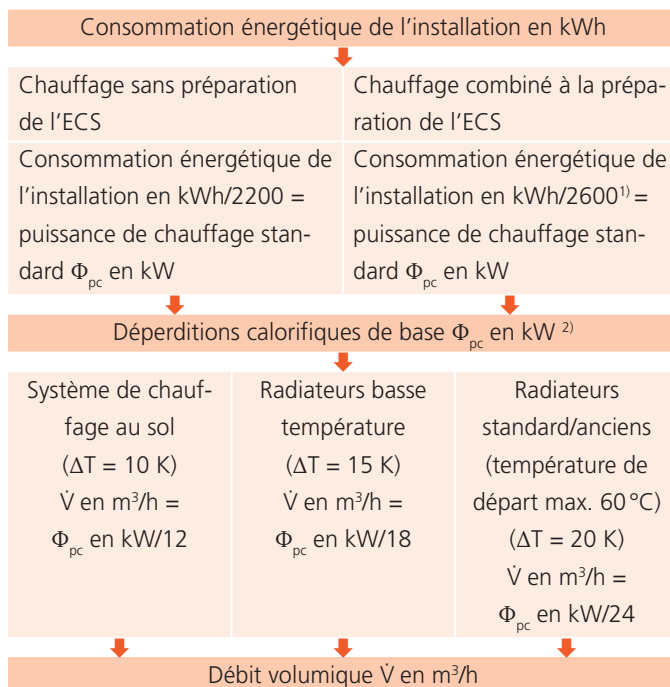 Consommation énergétique de l'installation en kWh
Chauffage sans préparation
de l'ECS
Chauffage combiné à la prépa-
ration de l'ECS
Consommation énergétique de
l'installation en kWh/2200 =
puissance de chauffage stan-
dard Φpc en kW
Consommation énergétique de
l'installation en kWh/2600¹⁾ =
puissance de chauffage stan-
dard Φpc en kW
Déperditions calorifiques de base Φpc en kW ²⁾
Système de chauf-
fage au sol
(ΔT = 10 K)
V̇ en m³/h =
Φpc en kW/12
Radiateurs basse
température
(ΔT = 15 K)
V̇ en m³/h =
Φpc en kW/18
Radiateurs
standard/anciens
(température de
départ max. 60 °C)
(ΔT = 20 K)
V̇ en m³/h =
Φpc en kW/24
Débit volumique V̇ en m³/h